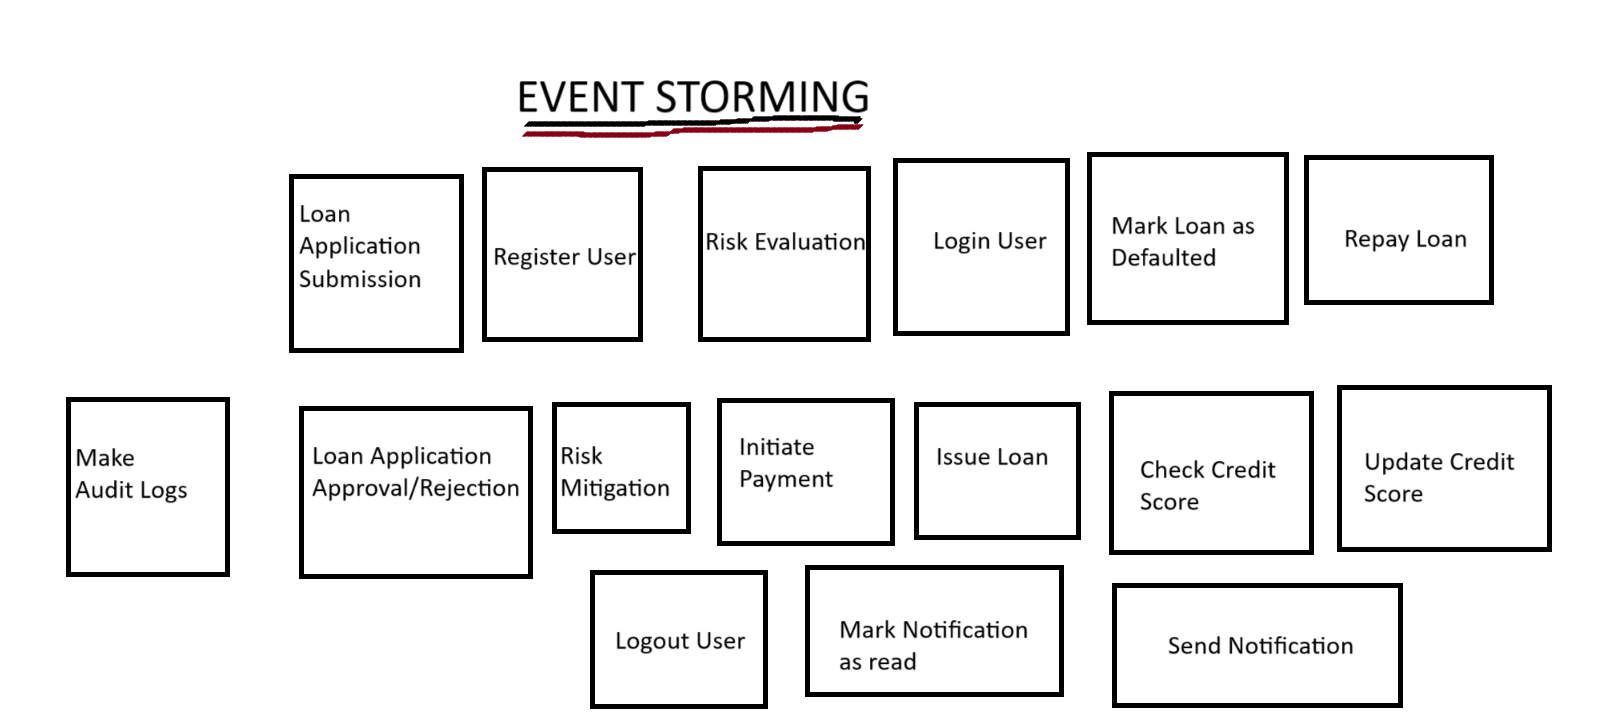 EVENT STORMING
Loan
Application
Submission
Register User
Risk Evaluation
Login User
Mark Loan as
Defaulted
Repay Loan
Make
Audit Logs
Loan Application
Approval/Rejection
Risk
Mitigation
Initiate
Payment
Issue Loan
Check Credit
Score
Update Credit
Score
Logout User
Mark Notification
as read
Send Notification